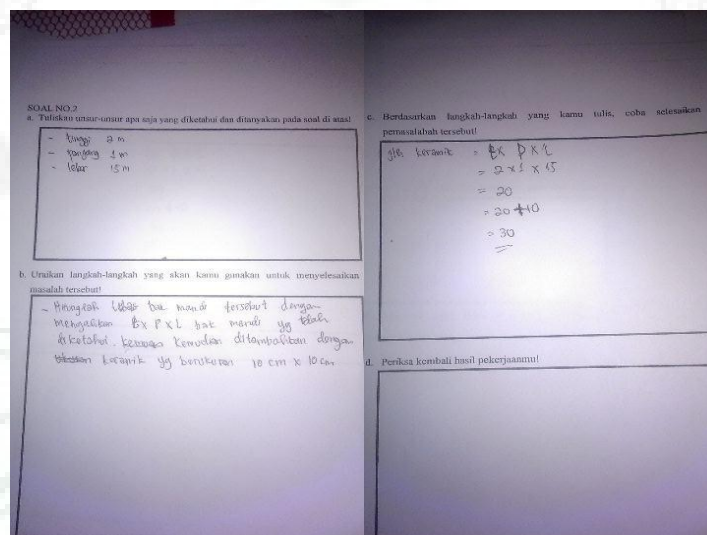 SOAL NO.2
a. Tuliskan unsur-unsur apa saja yang diketahui dan ditanyakan pada soal di atas!
- tinggi 2 m
- panjang 1 m
- lebar 15 m
b. Uraikan langkah-langkah yang akan kamu gunakan untuk menyelesaikan
masalah tersebut!
- Hitunglah bak mandi tersebut dengan
mengalikan t x P x L bak mandi yg telah
diketahui. kemudian ditambahkan dengan
keramik yg berukuran 10 cm x 10 cm
c. Berdasarkan langkah-langkah yang kamu tulis, coba selesaikan
pemasalahah tersebut!
jlh keramik = t x P x L
= 2 x 1 x 15
= 20
= 20 + 10
= 30
d. Periksa kembali hasil pekerjaanmu!